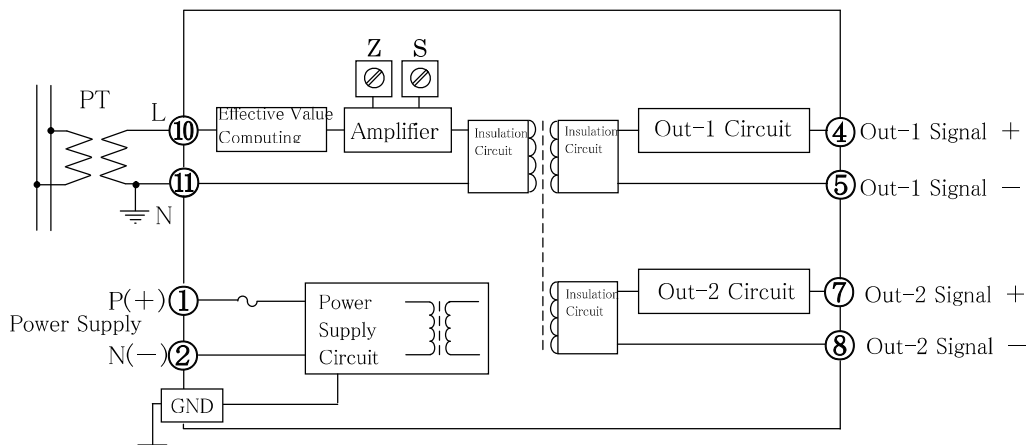 Z S
PT
L
⑩
Effective Value
Computing
Amplifier
Insulation
Circuit
Insulation
Circuit
Out-1 Circuit
④ Out-1 Signal +
⑪
N
⑤ Out-1 Signal －
P(+) ①
Power Supply
N(－) ②
Power
Supply
Circuit
Insulation
Circuit
Out-2 Circuit
⑦ Out-2 Signal +
⑧ Out-2 Signal －
GND